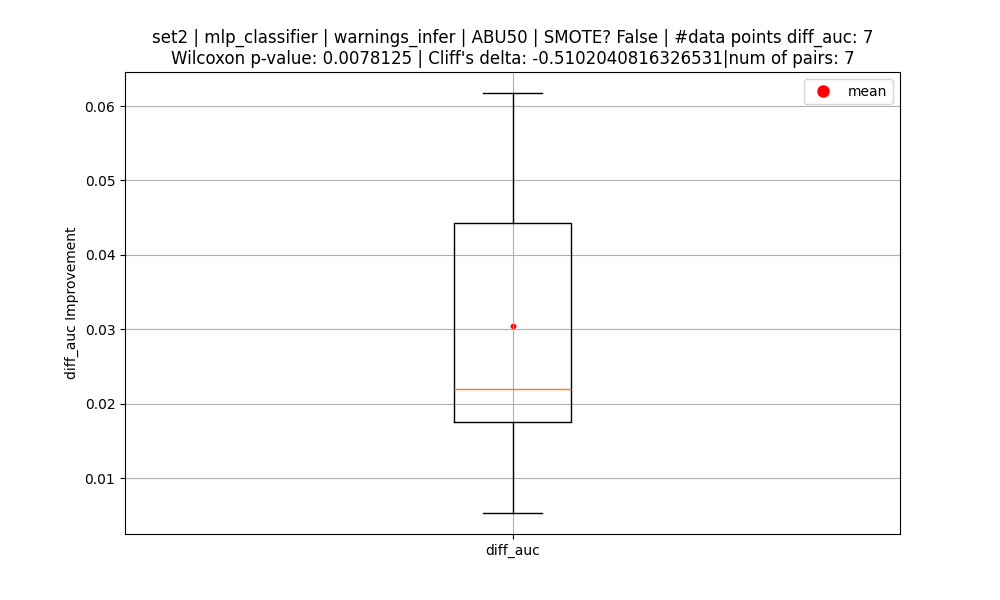 set2 | mlp_classifier | warnings_infer | ABU50 | SMOTE? False | #data points diff_auc: 7
Wilcoxon p-value: 0.0078125 | Cliff's delta: -0.5102040816326531|num of pairs: 7
mean
0.06
0.05
0.04
0.03
0.02
0.01
diff_auc Improvement
diff_auc